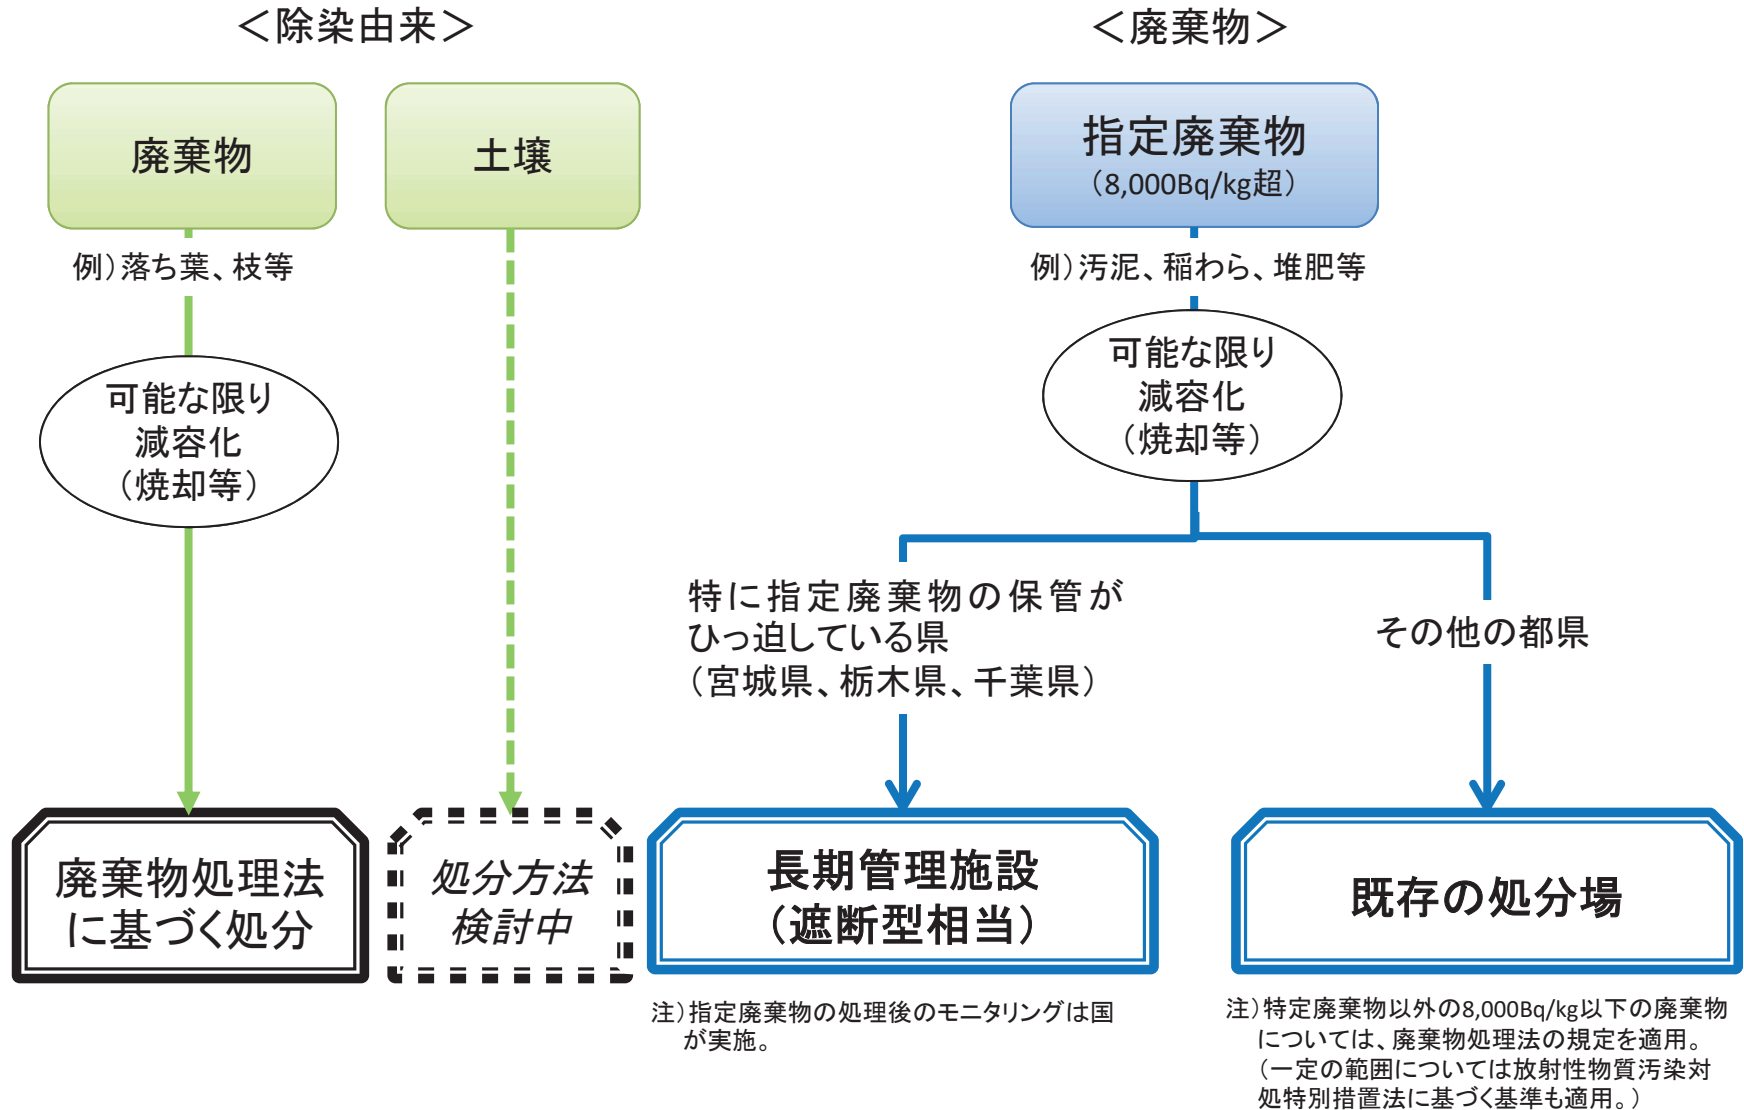 ＜除染由来＞
廃棄物
例）落ち葉、枝等
可能な限り
減容化
（焼却等）
廃棄物処理法
に基づく処分
土壌
処分方法
検討中
＜廃棄物＞
指定廃棄物
（8,000Bq/kg超）
例）汚泥、稲わら、堆肥等
可能な限り
減容化
（焼却等）
特に指定廃棄物の保管が
ひっ迫している県
（宮城県、栃木県、千葉県）
長期管理施設
（遮断型相当）
注）指定廃棄物の処理後のモニタリングは国
が実施。
その他の都県
既存の処分場
注）特定廃棄物以外の8,000Bq/kg以下の廃棄物
については、廃棄物処理法の規定を適用。
（一定の範囲については放射性物質汚染対
処特別措置法に基づく基準も適用。）